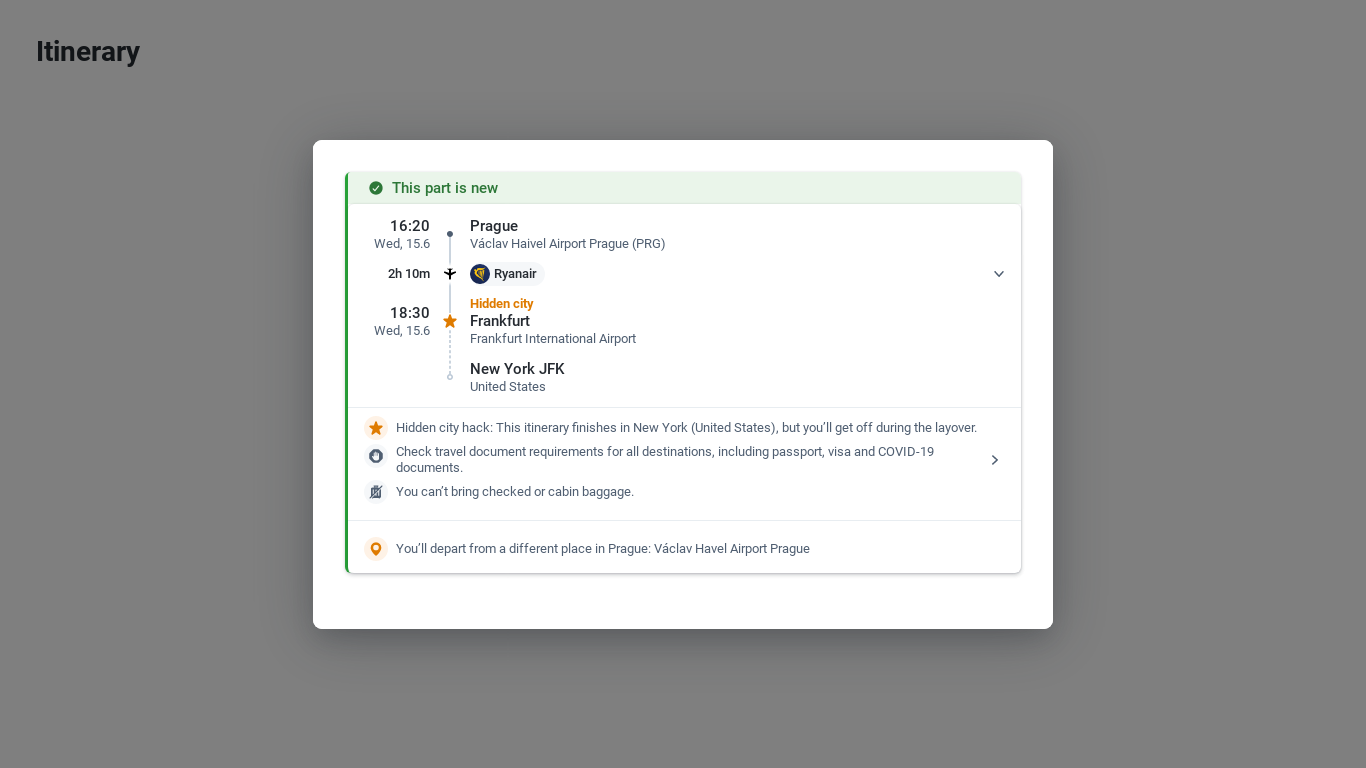 Itinerary
This part is new
16:20
Wed, 15.6
Prague
Václav Haivel Airport Prague (PRG)
2h 10m
Ryanair
18:30
Wed, 15.6
Hidden city
Frankfurt
Frankfurt International Airport
New York JFK
United States
Hidden city hack: This itinerary finishes in New York (United States), but you’ll get off during the layover.
Check travel document requirements for all destinations, including passport, visa and COVID-19
documents.
You can’t bring checked or cabin baggage.
You’ll depart from a different place in Prague: Václav Havel Airport Prague